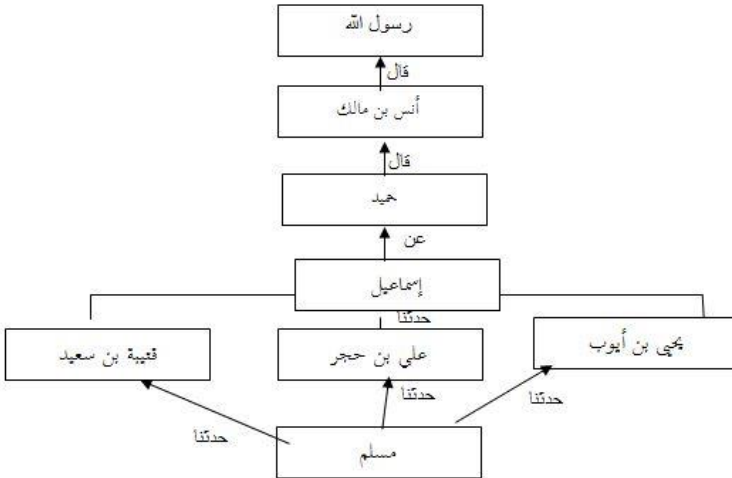 رسول الله
قال
أنس بن مالك
قال
حميد
عن
إسماعيل
حدثنا
يحيى بن أيوب
علي بن حجر
قتيبة بن سعيد
حدثنا
حدثنا
حدثنا
مسلم